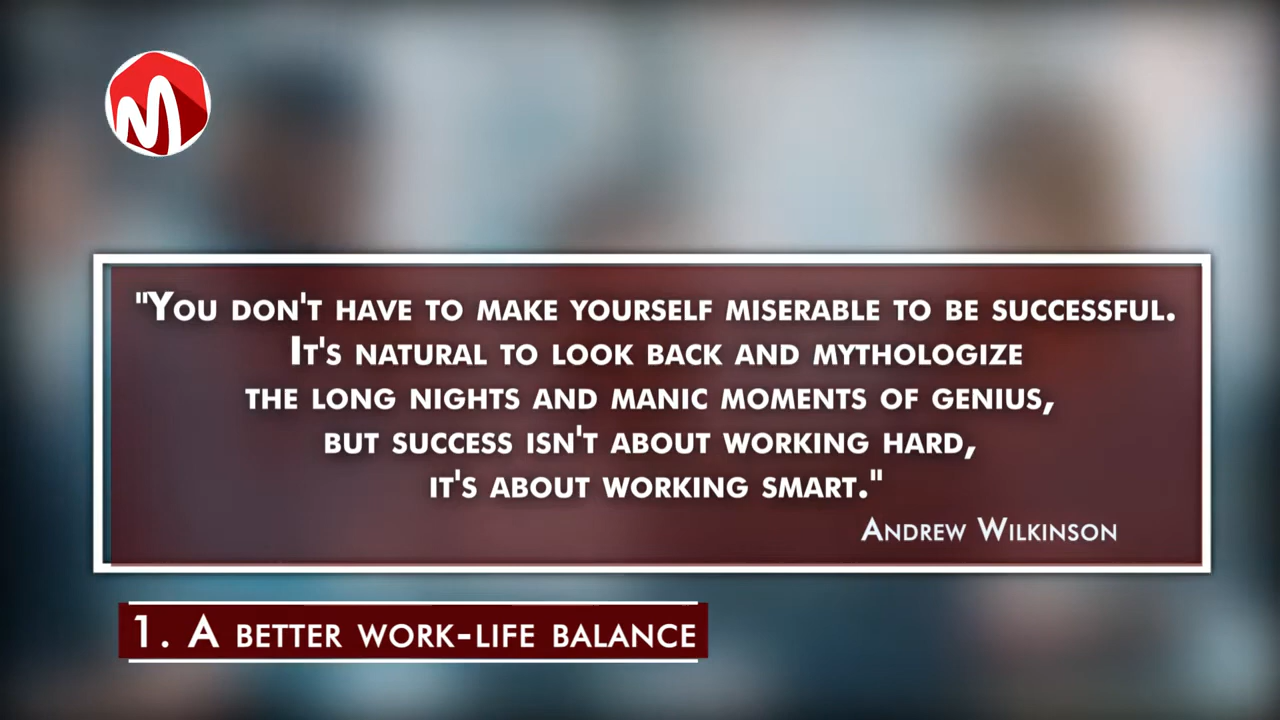 "You don't have to make yourself miserable to be successful.
It's natural to look back and mythologize
the long nights and manic moments of genius,
but success isn't about working hard,
it's about working smart."
Andrew Wilkinson
1. A better work-life balance